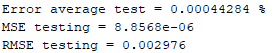 Error average test = 0.00044284 %
MSE testing = 8.8568e-06
RMSE testing = 0.002976